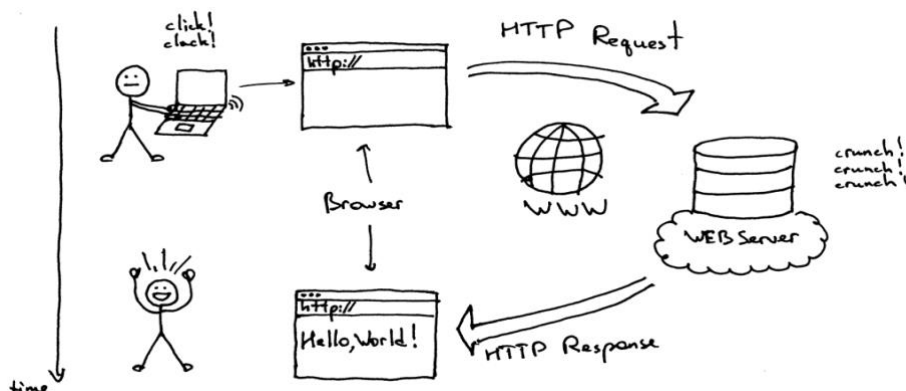 click!
clack!
http://
HTTP Request
crunch!
crunch!
crunch!
Browser
WWW
WEB Server
http://
Hello, World!
HTTP Response
time